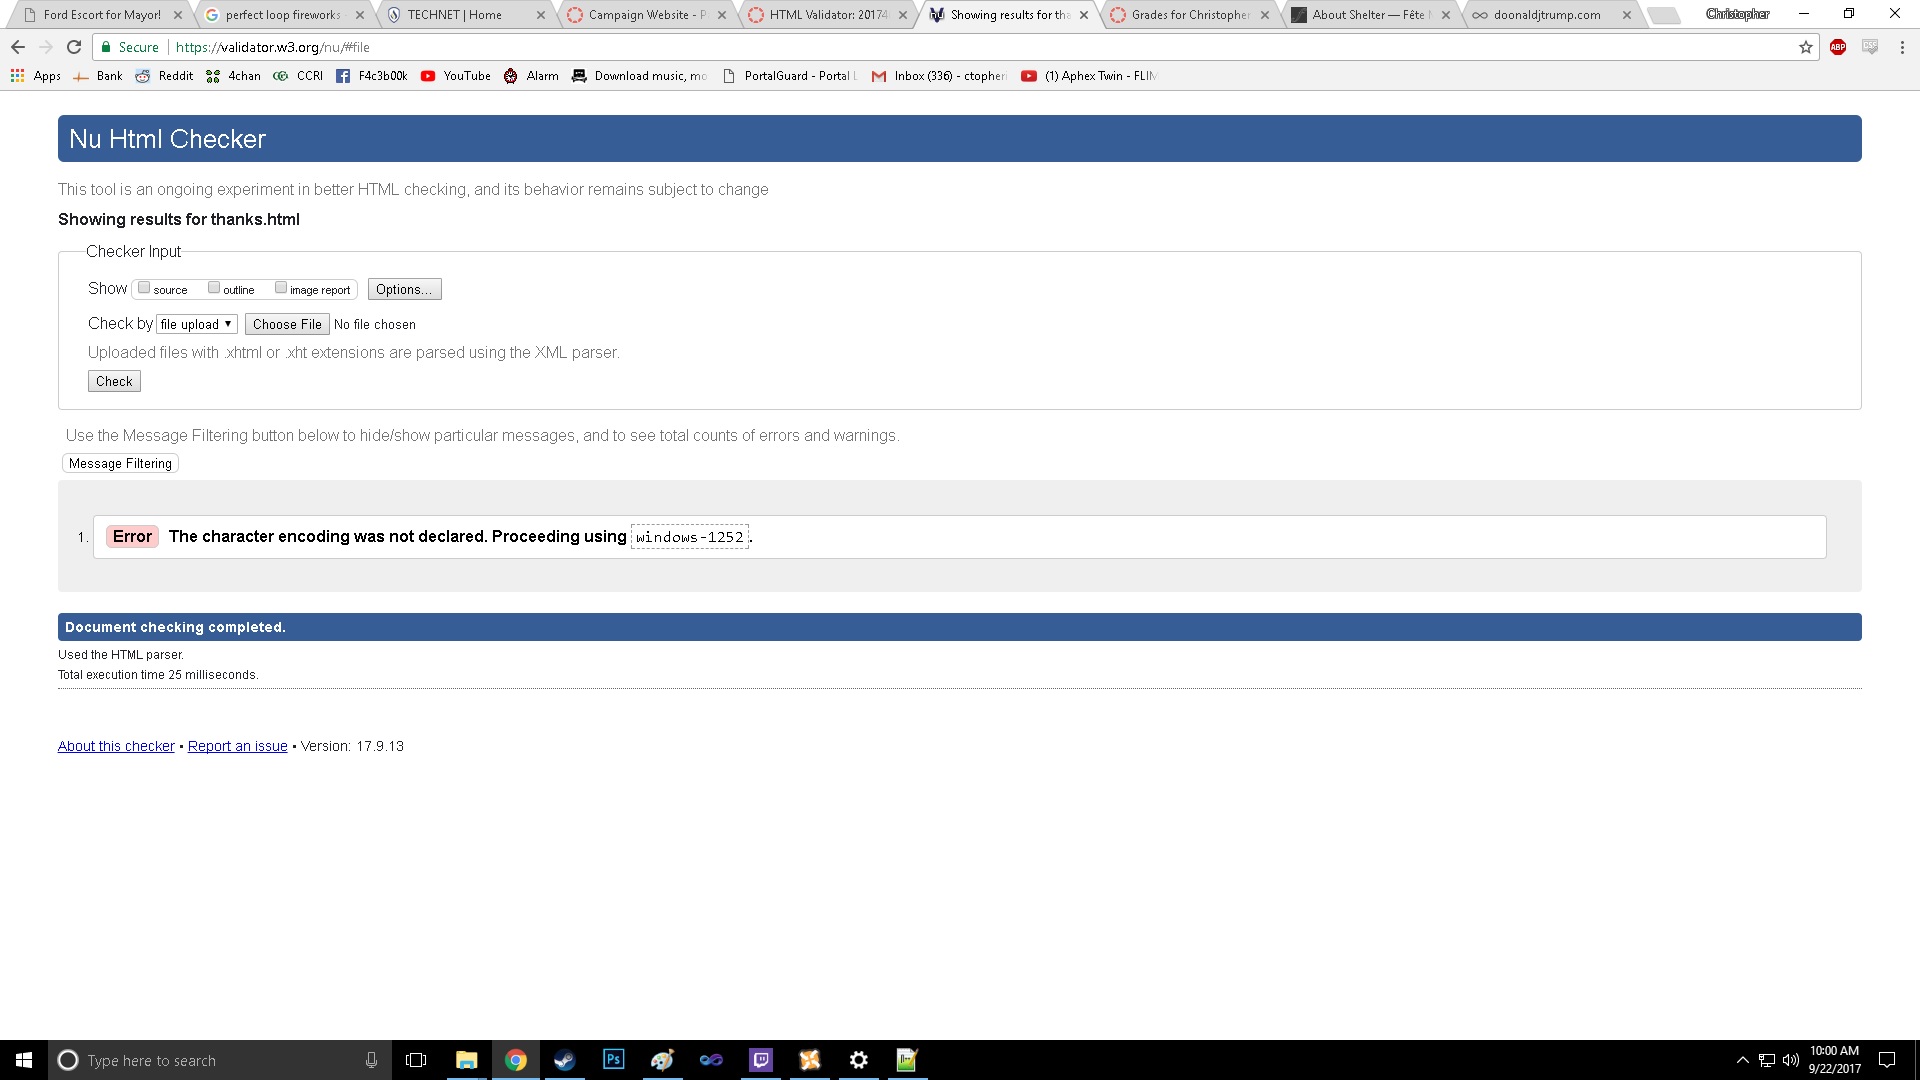 Ford Escort for Mayor!
perfect loop fireworks
TECHNET | Home
Campaign Website - P
HTML Validator: 20174
Showing results for tha
Grades for Christopher
About Shelter — Fête
doonaldjtrump.com
Christopher
Secure
https://validator.w3.org/nu/#file
ABP
Apps
Bank
Reddit
4chan
CCRI
F4c3b00k
YouTube
Alarm
Download music, mo
PortalGuard - Portal
Inbox (336) - ctopher
(1) Aphex Twin - FLIM
Nu Html Checker
This tool is an ongoing experiment in better HTML checking, and its behavior remains subject to change
Showing results for thanks.html
Checker Input
Show source outline image report Options...
Check by file upload Choose File No file chosen
Uploaded files with .xhtml or .xht extensions are parsed using the XML parser.
Check
Use the Message Filtering button below to hide/show particular messages, and to see total counts of errors and warnings.
Message Filtering
1. Error The character encoding was not declared. Proceeding using windows-1252.
Document checking completed.
Used the HTML parser.
Total execution time 25 milliseconds.
About this checker • Report an issue • Version: 17.9.13
Type here to search
Ps
10:00 AM
9/22/2017